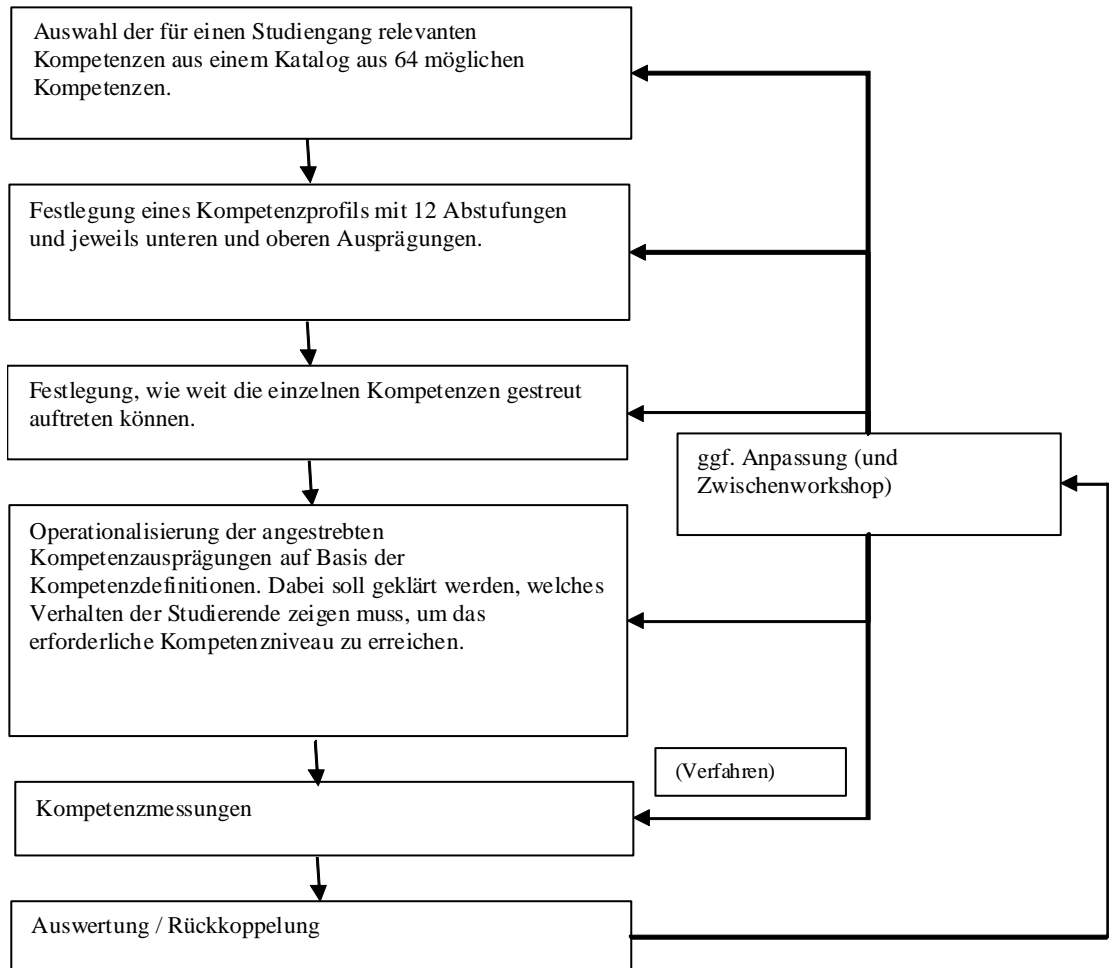 Auswahl der für einen Studiengang relevanten
Kompetenzen aus einem Katalog aus 64 möglichen
Kompetenzen.
Festlegung eines Kompetenzprofils mit 12 Abstufungen
und jeweils unteren und oberen Ausprägungen.
Festlegung, wie weit die einzelnen Kompetenzen gestreut
auftreten können.
ggf. Anpassung (und
Zwischenworkshop)
Operationalisierung der angestrebten
Kompetenzausprägungen auf Basis der
Kompetenzdefinitionen. Dabei soll geklärt werden, welches
Verhalten der Studierende zeigen muss, um das
erforderliche Kompetenzniveau zu erreichen.
(Verfahren)
Kompetenzmessungen
Auswertung / Rückkoppelung